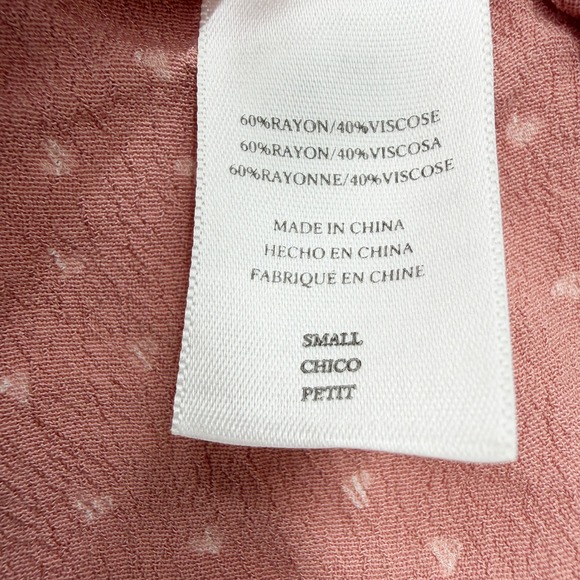 60%RAYON/40%VISCOSE
60%RAYON/40%VISCOSA
60%RAYONNE/40%VISCOSE
MADE IN CHINA
HECHO EN CHINA
FABRIQUÉ EN CHINE
SMALL
CHICO
PETIT